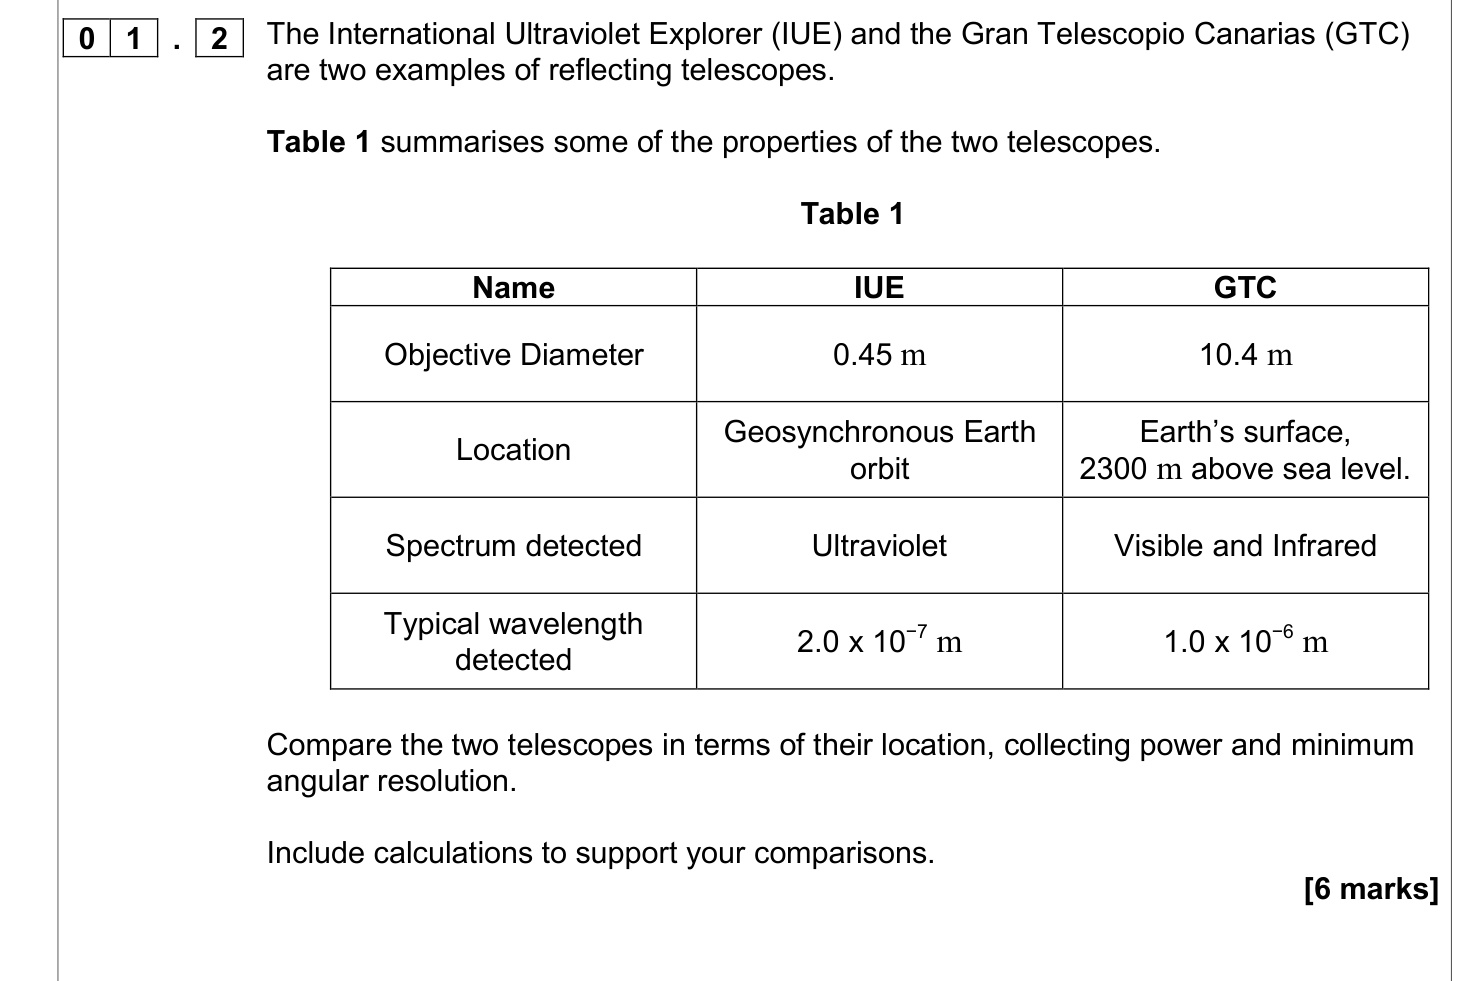 0 1 . 2 The International Ultraviolet Explorer (IUE) and the Gran Telescopio Canarias (GTC)
are two examples of reflecting telescopes.
Table 1 summarises some of the properties of the two telescopes.
Table 1
Name IUE GTC
Objective Diameter 0.45 m 10.4 m
Location Geosynchronous Earth orbit Earth's surface, 2300 m above sea level.
Spectrum detected Ultraviolet Visible and Infrared
Typical wavelength detected 2.0 x 10⁻⁷ m 1.0 x 10⁻⁶ m
Compare the two telescopes in terms of their location, collecting power and minimum
angular resolution.
Include calculations to support your comparisons.
[6 marks]